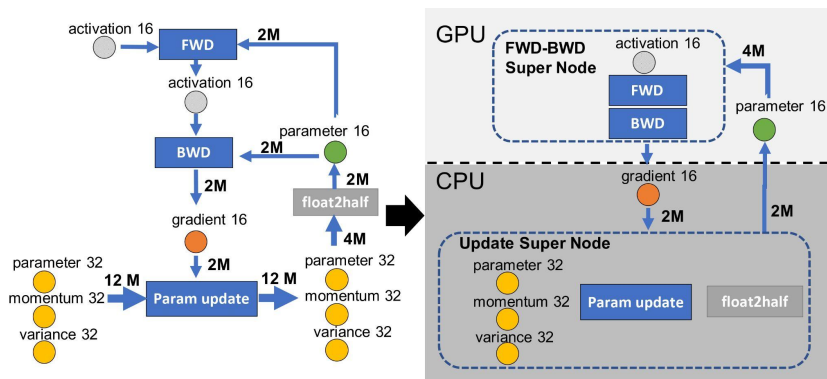 activation 16
FWD
2M
activation 16
BWD
2M
parameter 16
2M
2M
float2half
gradient 16
4M
2M
parameter 32
momentum 32
variance 32
12 M
Param update
12 M
parameter 32
momentum 32
variance 32
GPU
FWD-BWD
Super Node
activation 16
FWD
BWD
4M
parameter 16
CPU
gradient 16
2M
2M
Update Super Node
parameter 32
momentum 32
variance 32
Param update
float2half